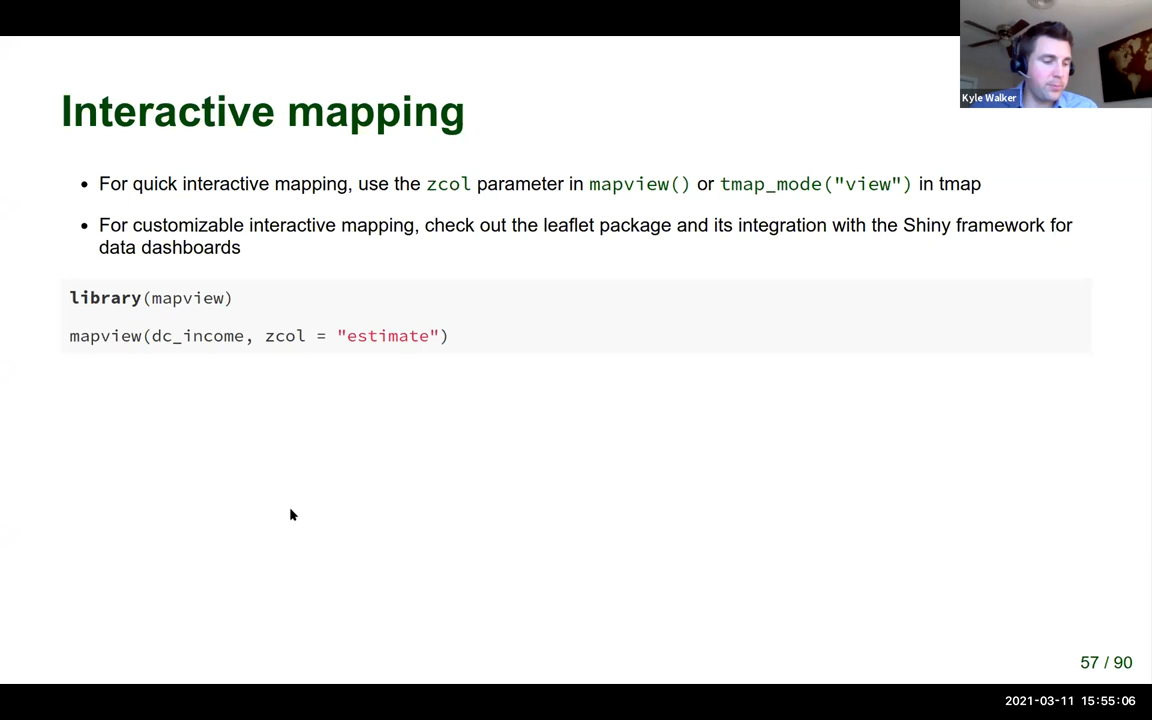 Kyle Walker
Interactive mapping
• For quick interactive mapping, use the zcol parameter in mapview() or tmap_mode("view") in tmap
• For customizable interactive mapping, check out the leaflet package and its integration with the Shiny framework for
data dashboards
library(mapview)
mapview(dc_income, zcol = "estimate")
57 / 90
2021-03-11 15:55:06